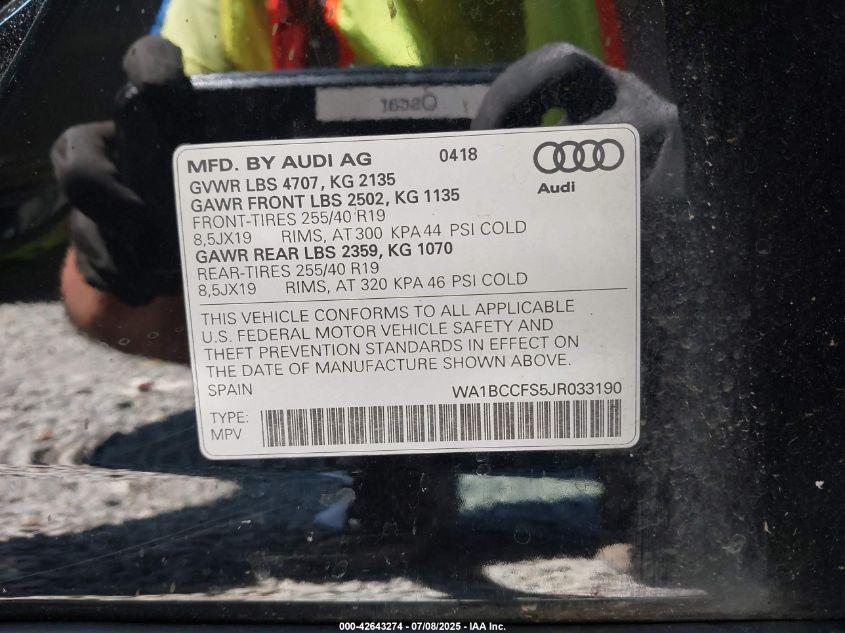 Oscar
MFD. BY AUDI AG 0418
GVWR LBS 4707, KG 2135
GAWR FRONT LBS 2502, KG 1135
FRONT-TIRES 255/40 R19
8,5JX19 RIMS, AT 300 KPA 44 PSI COLD
GAWR REAR LBS 2359, KG 1070
REAR-TIRES 255/40 R19
8,5JX19 RIMS, AT 320 KPA 46 PSI COLD
Audi
THIS VEHICLE CONFORMS TO ALL APPLICABLE
U.S. FEDERAL MOTOR VEHICLE SAFETY AND
THEFT PREVENTION STANDARDS IN EFFECT ON
THE DATE OF MANUFACTURE SHOWN ABOVE.
SPAIN WA1BCCFS5JR033190
TYPE:
MPV
000-42643274 | 07/08/2025 - IAA Inc.